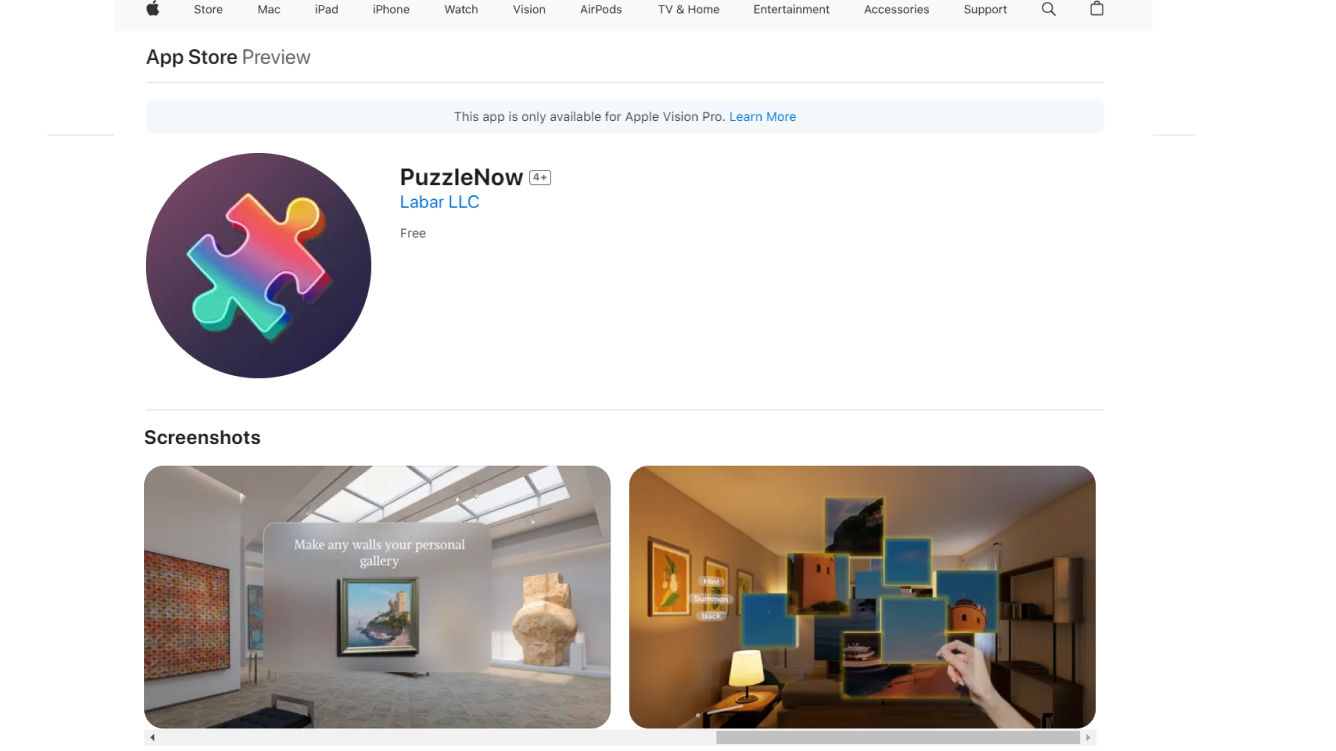 Store Mac iPad iPhone Watch Vision AirPods TV & Home Entertainment Accessories Support
App Store Preview
This app is only available for Apple Vision Pro. Learn More
PuzzleNow 4+
Labar LLC
Free
Screenshots
Make any walls your personal
gallery
Hint
Summon
Back